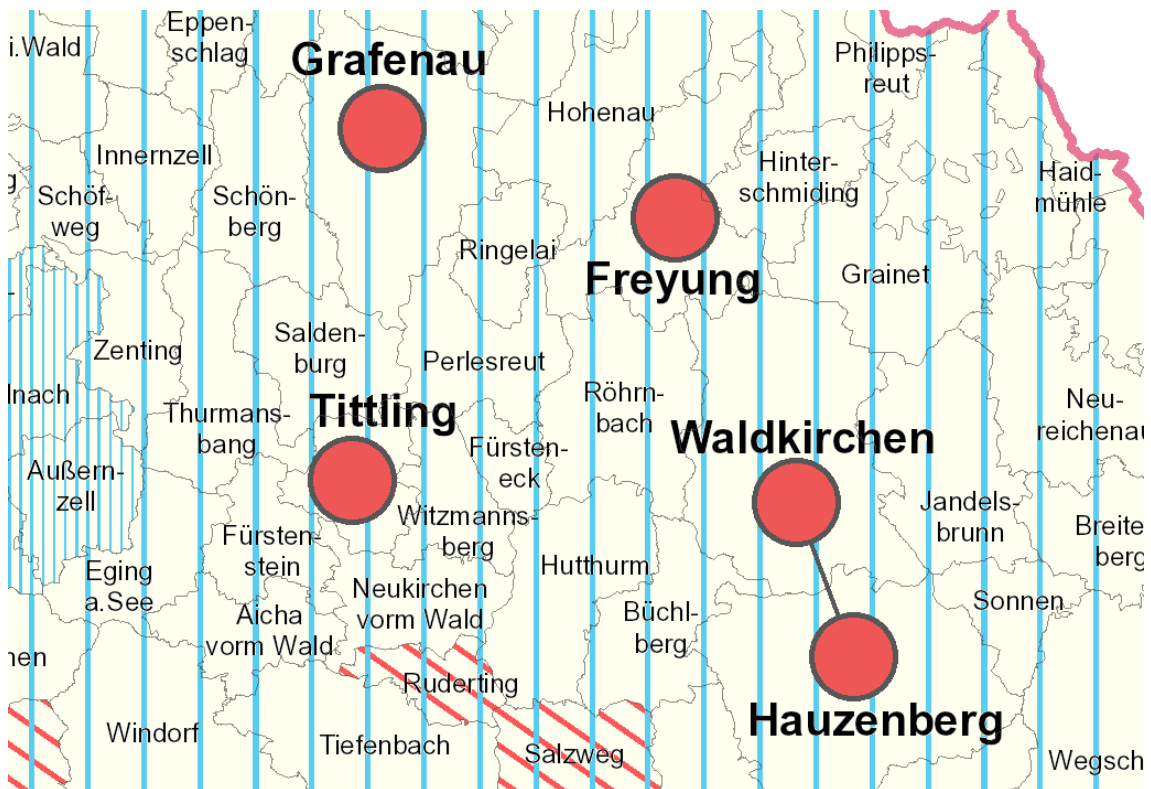 Eppen-
schlag
i.Wald
Grafenau
Philipps-
reut
Hohenau
Innernzell
Hinter-
schmiding
Haid-
mühle
g
Schöf-
weg
Schön-
berg
Ringelai
Freyung
Grainet
Salden-
burg
Zenting
Perlesreut
lnach
Röhrn-
bach
Neu-
reichenau
Thurmans-
bang
Tittling
Waldkirchen
Fürsten-
eck
Außern-
zell
Jandels-
brunn
Witzmanns-
berg
Breite
berg
Fürsten-
stein
Hutthurm
Eging
a.See
Neukirchen
vorm Wald
Sonnen
Aicha
vorm Wald
Büchl-
berg
nen
Ruderting
Hauzenberg
Windorf
Tiefenbach
Salzweg
Wegsch